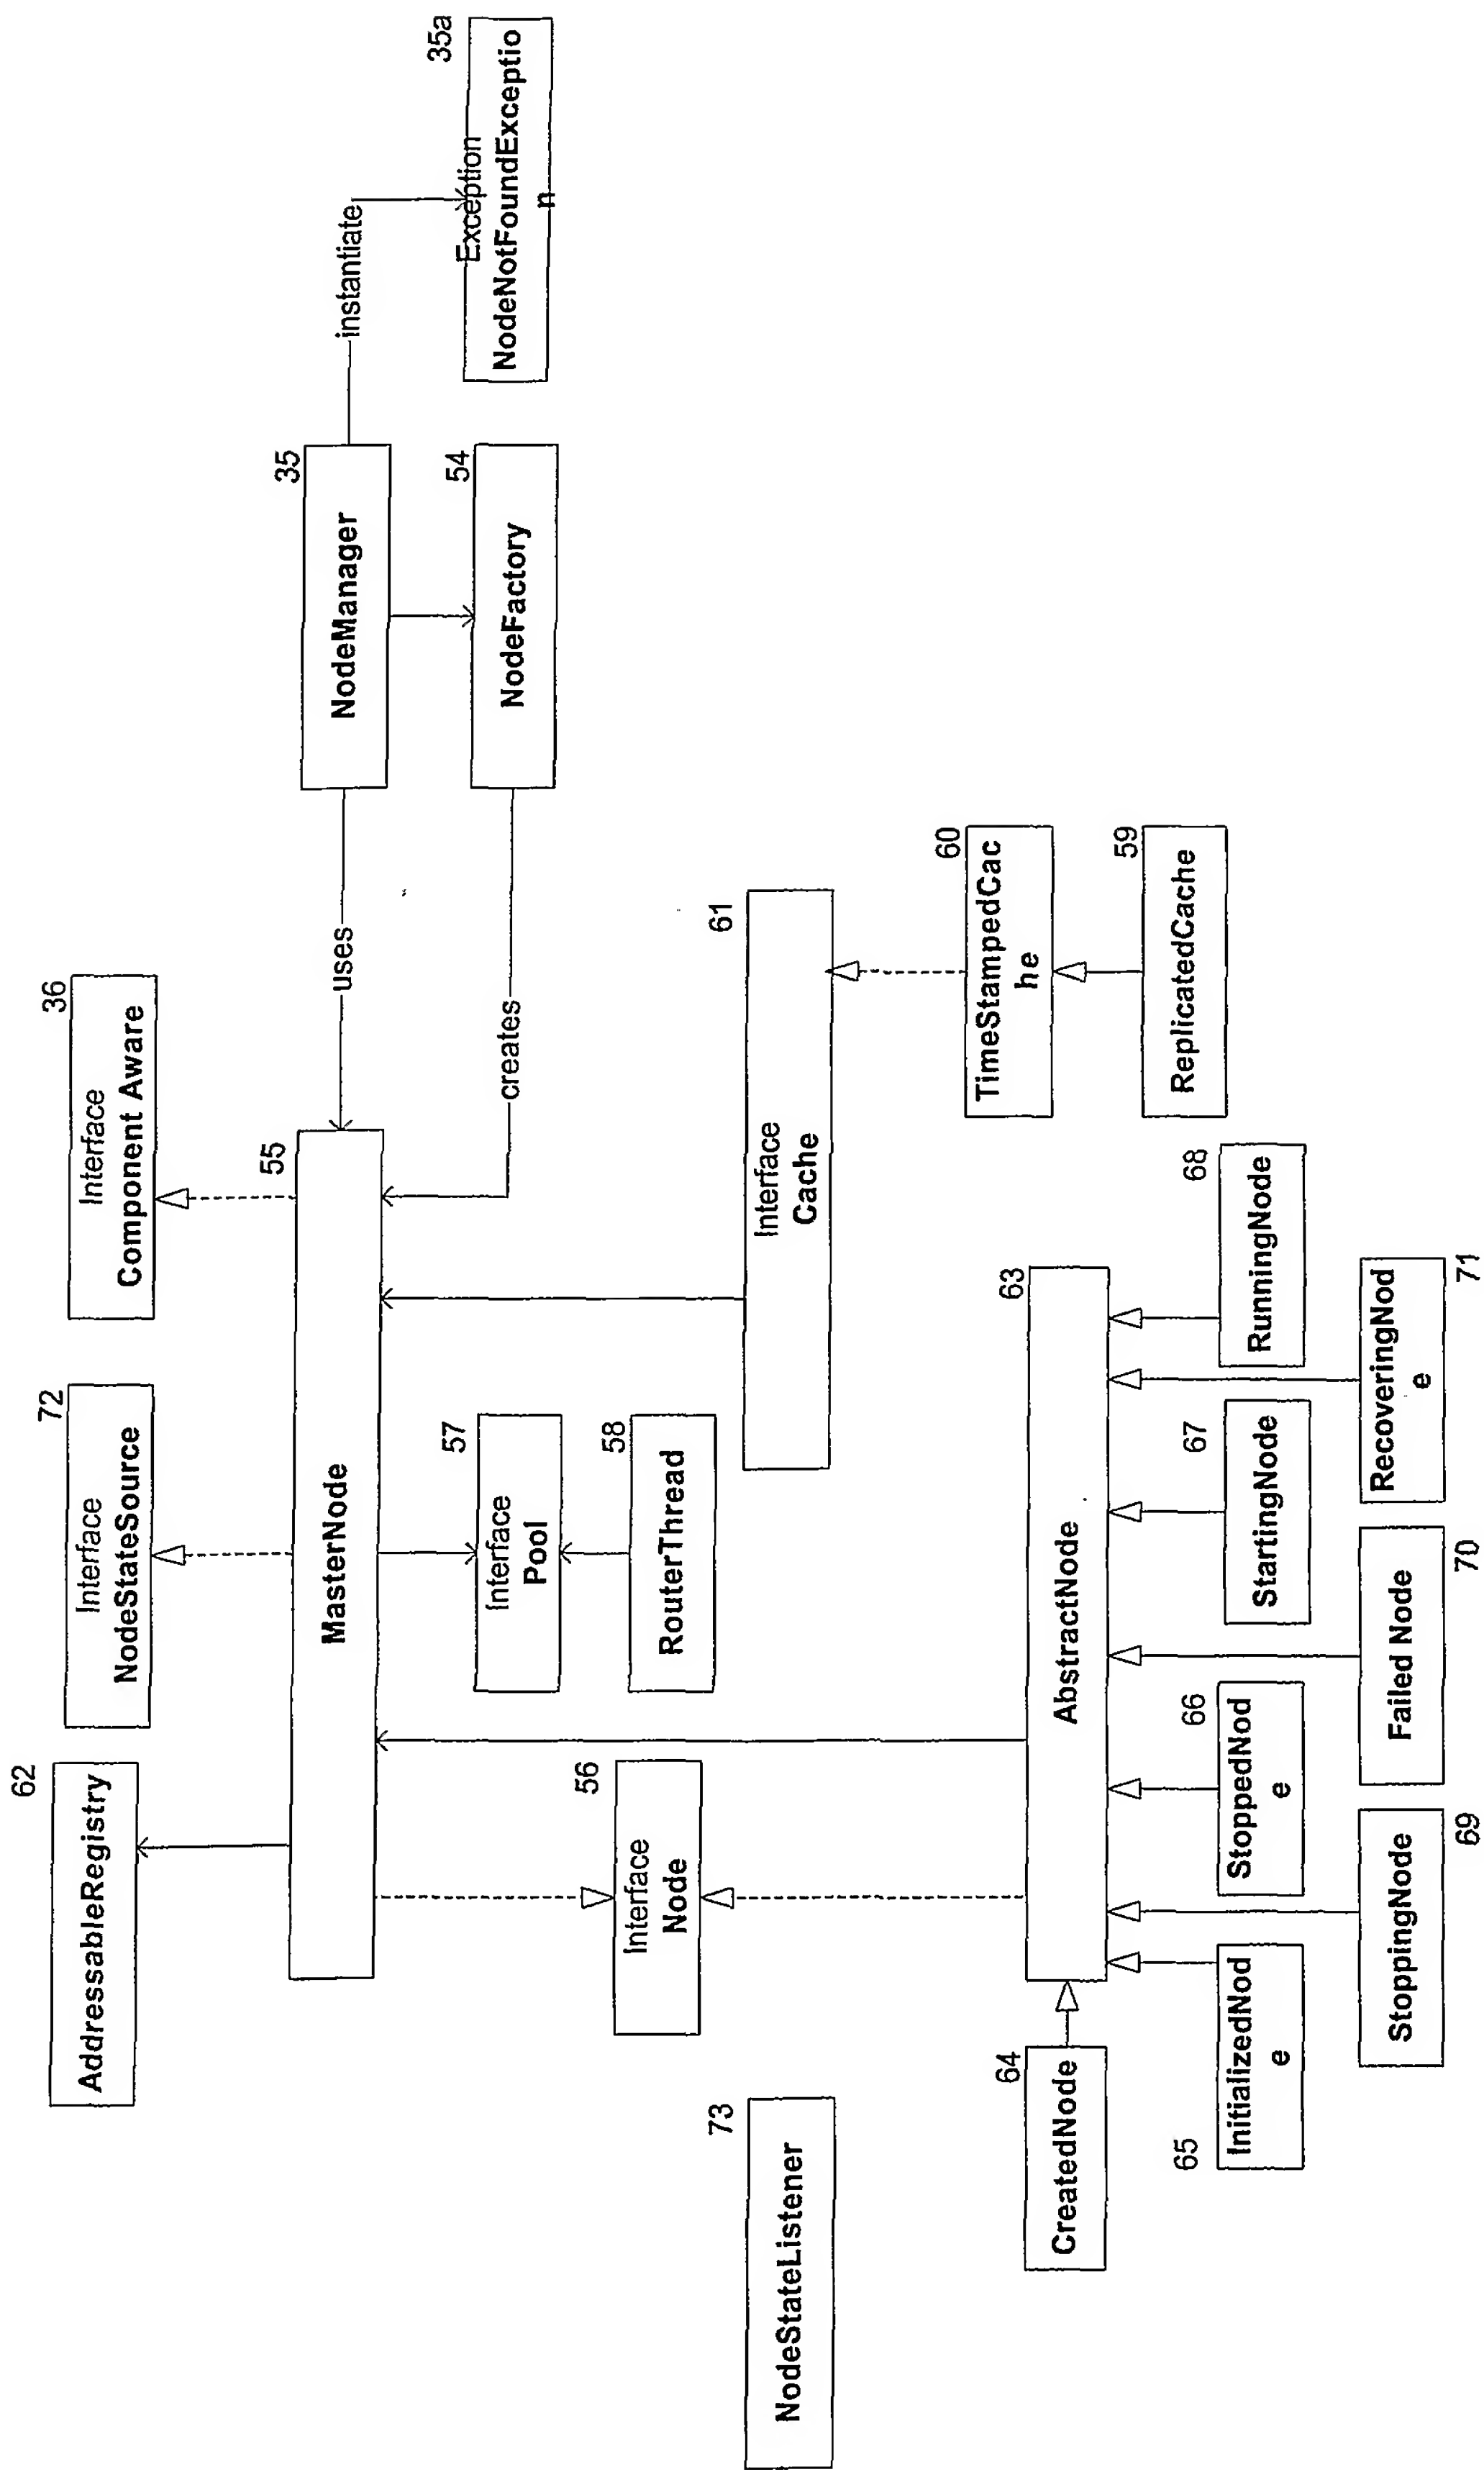 62
AddressableRegistry
72
Interface
NodeStateSource
36
Interface
Component Aware
55
MasterNode
uses
35
NodeManager
instantiate
35a
Exception
NodeNotFoundExceptio
n
54
NodeFactory
creates
57
Interface
Pool
58
RouterThread
56
Interface
Node
73
NodeStateListener
61
Interface
Cache
60
TimeStampedCac
he
59
ReplicatedCache
64
CreatedNode
63
AbstractNode
65
InitializedNod
e
66
StoppedNod
e
67
StartingNode
68
RunningNode
StoppingNode
69
Failed Node
70
RecoveringNod
e
71